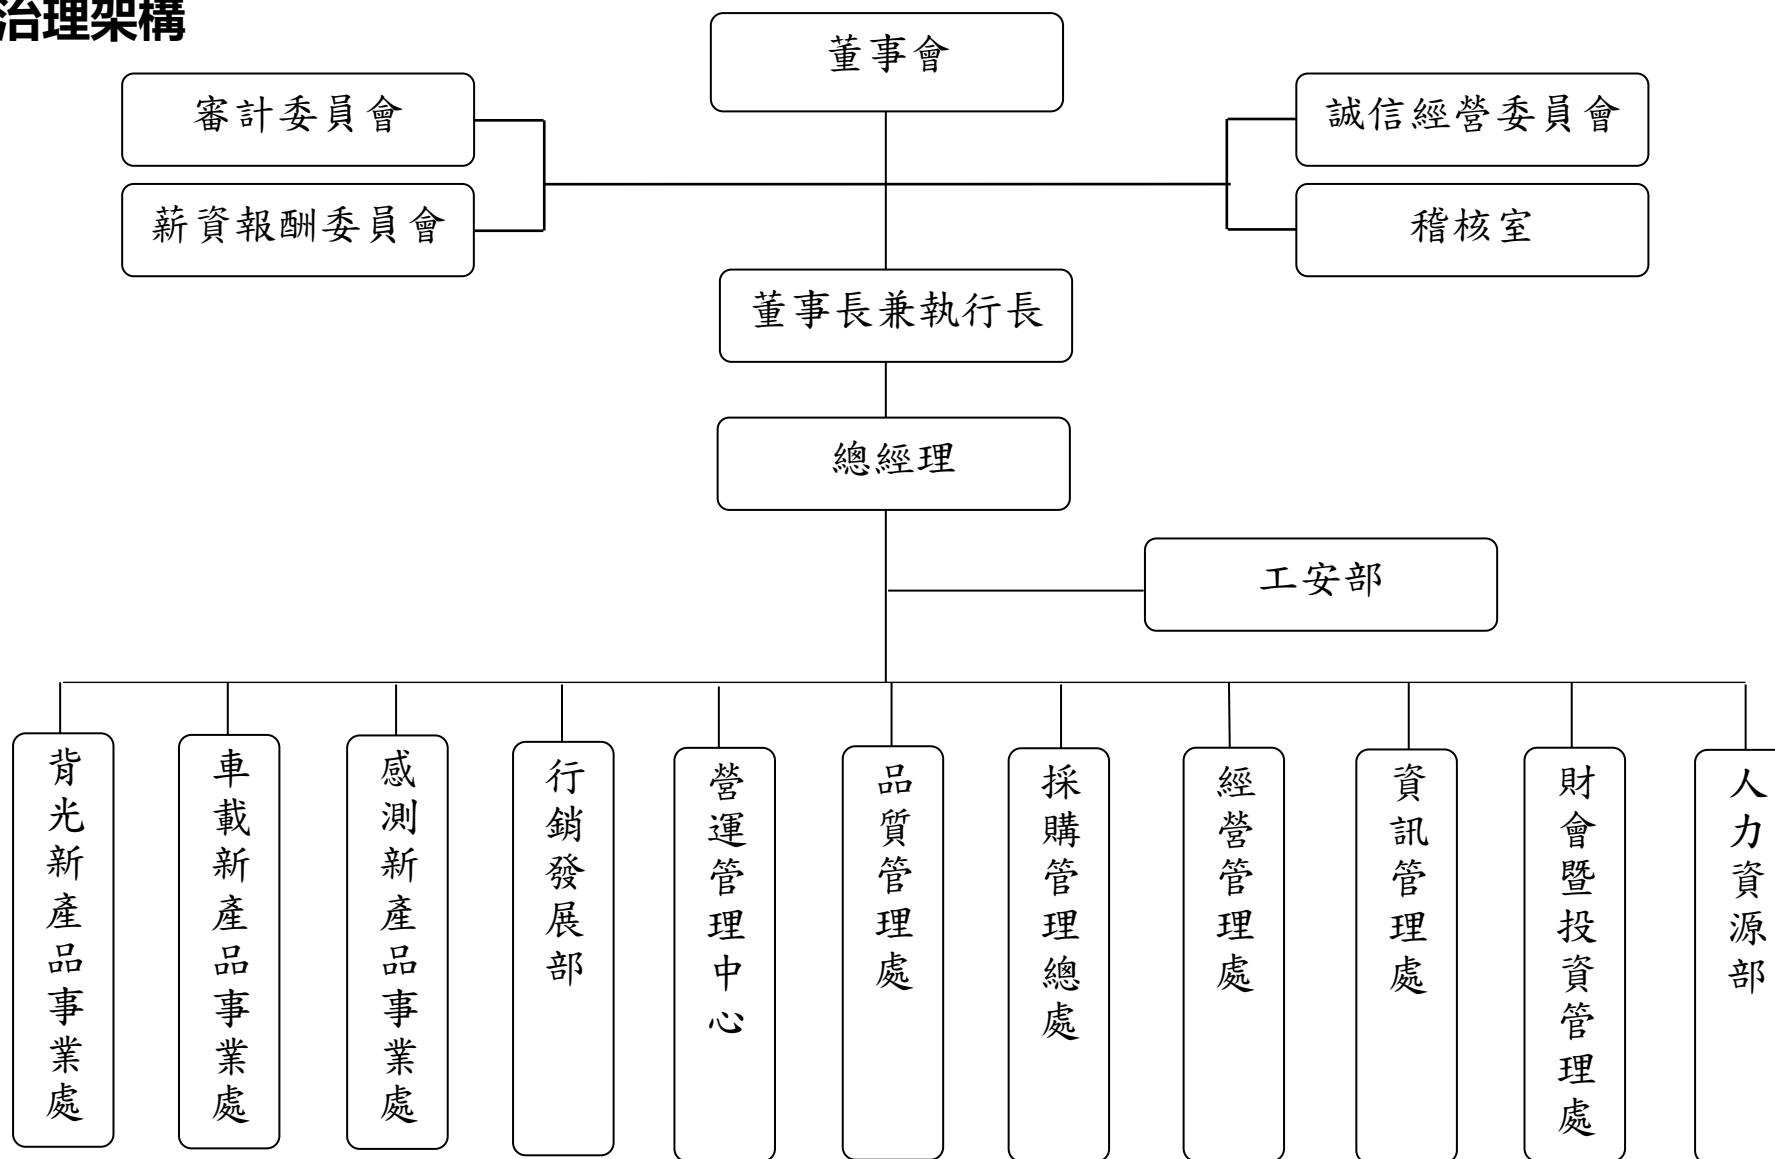 治理架構
董事會
審計委員會
誠信經營委員會
薪資報酬委員會
稽核室
董事長兼執行長
總經理
工安部
背光新產品事業處
車載新產品事業處
感測新產品事業處
行銷發展部
營運管理中心
品質管理處
採購管理總處
經營管理處
資訊管理處
財會暨投資管理處
人力資源部